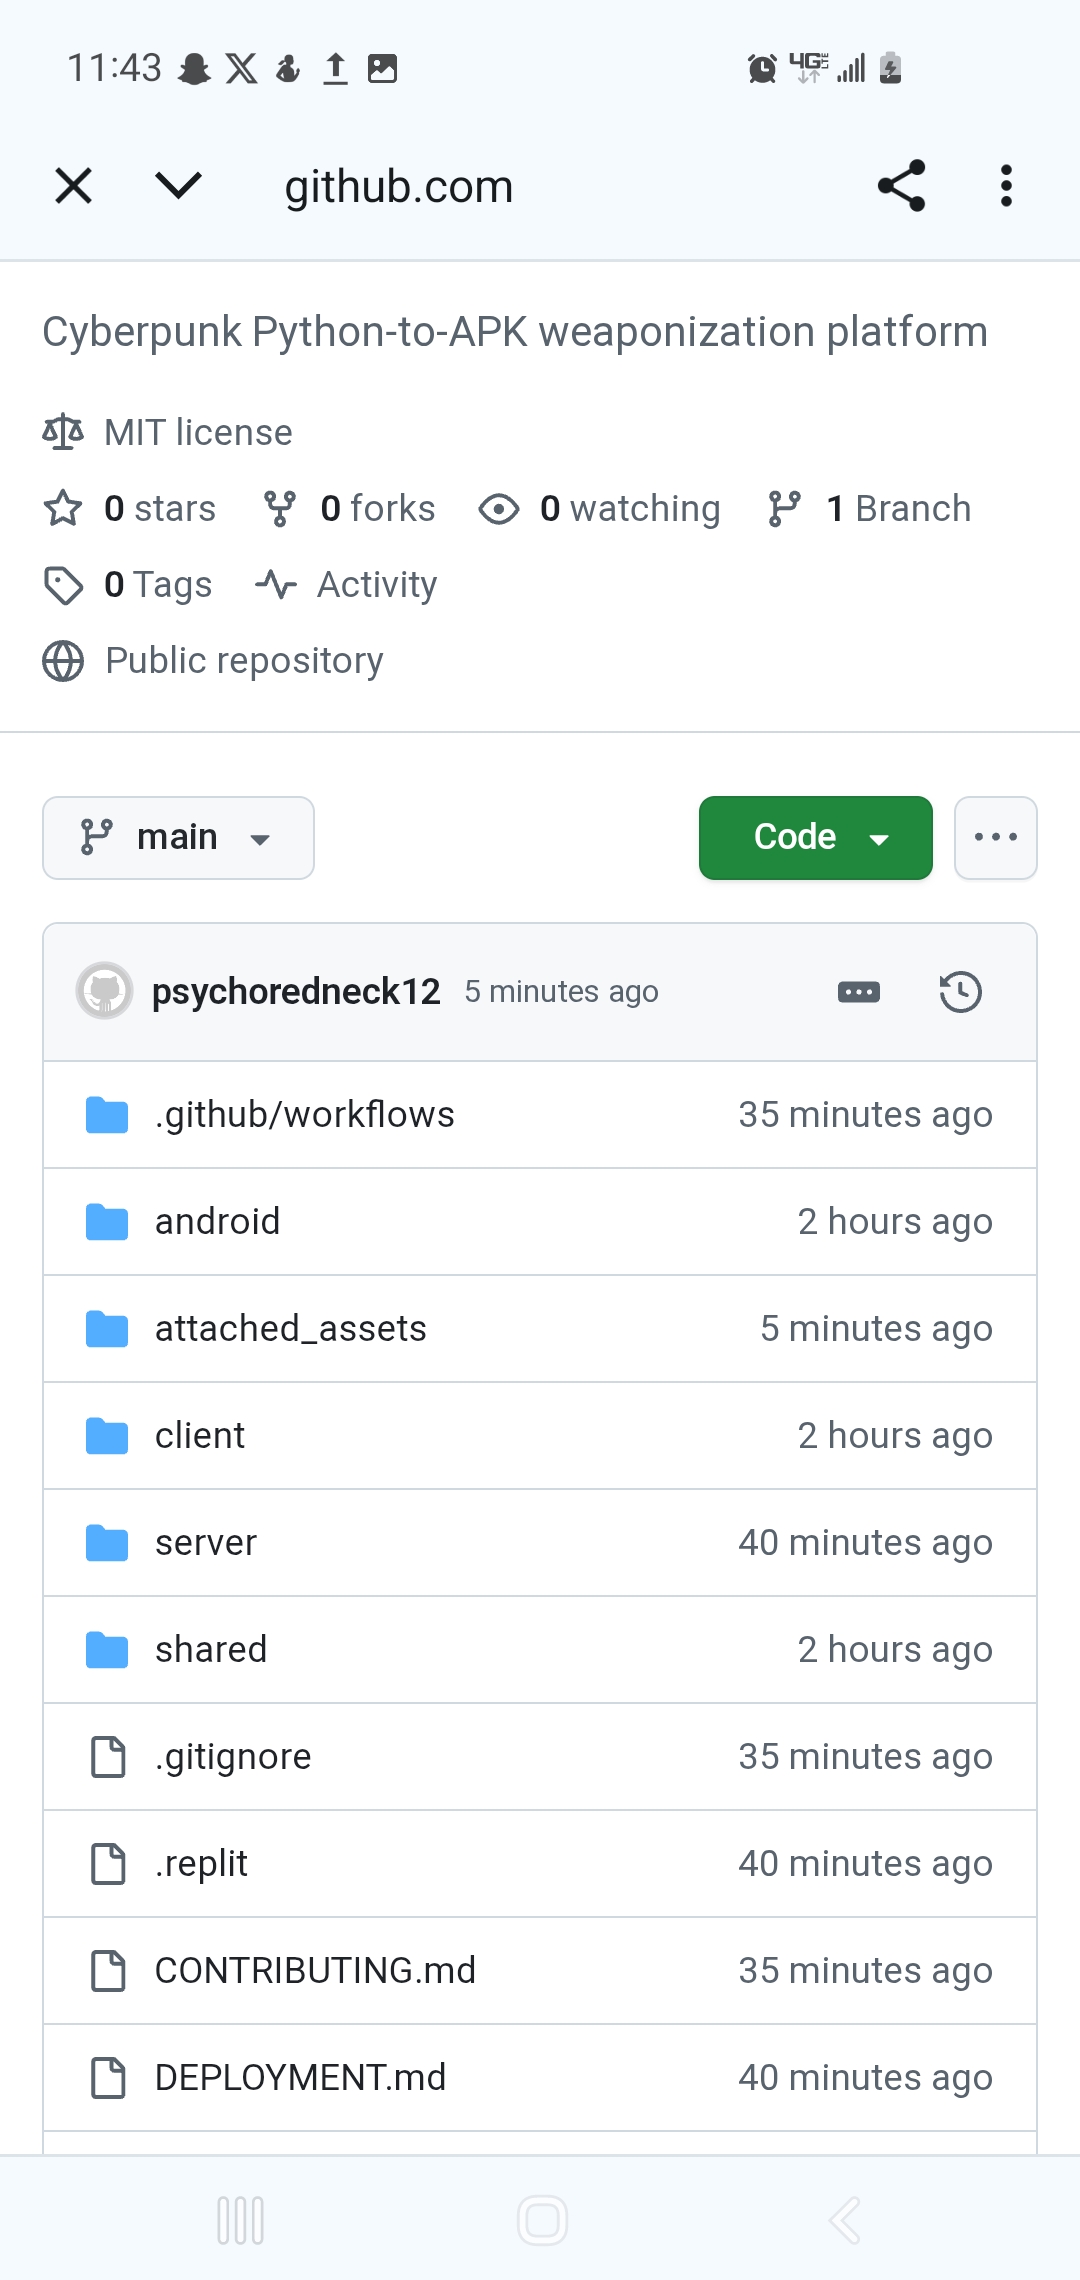 11:43 4G LTE
github.com
Cyberpunk Python-to-APK weaponization platform
MIT license
0 stars 0 forks 0 watching 1 Branch
0 Tags Activity
Public repository
main Code
psychoredneck12 5 minutes ago
.github/workflows 35 minutes ago
android 2 hours ago
attached_assets 5 minutes ago
client 2 hours ago
server 40 minutes ago
shared 2 hours ago
.gitignore 35 minutes ago
.replit 40 minutes ago
CONTRIBUTING.md 35 minutes ago
DEPLOYMENT.md 40 minutes ago